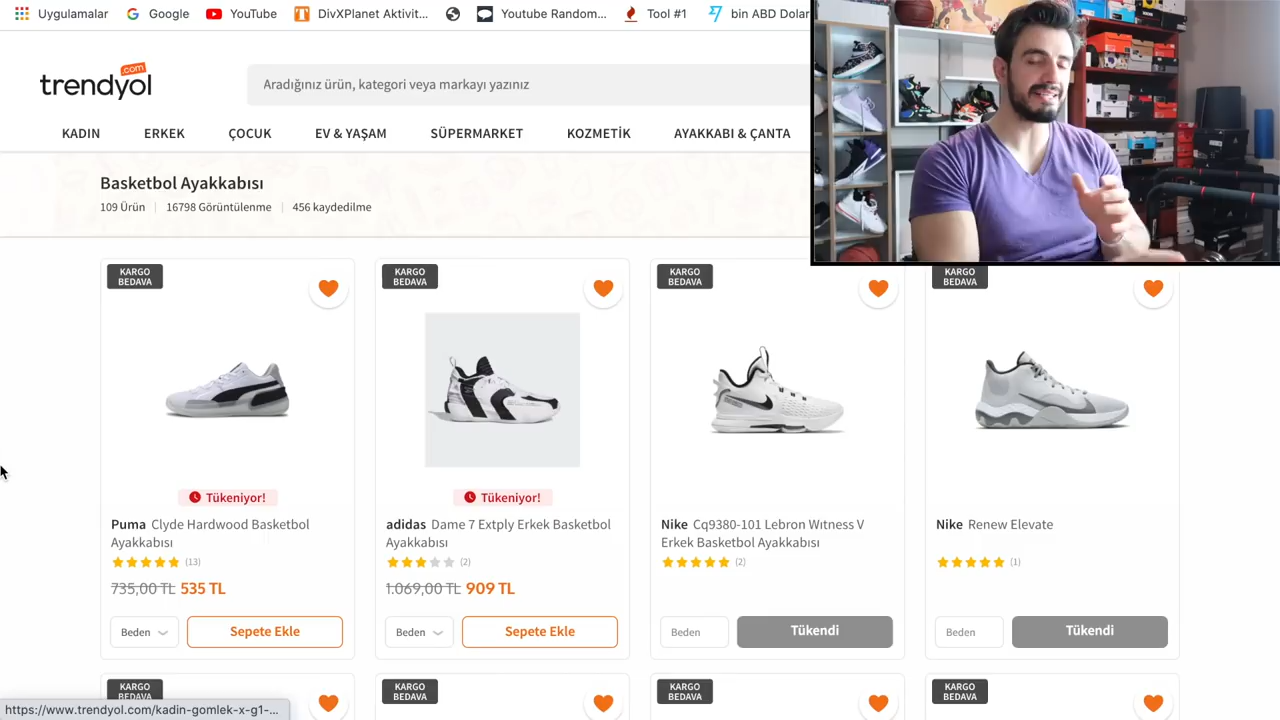 Uygulamalar
Google
YouTube
DivXPlanet Aktivit...
Youtube Random...
Tool #1
bin ABD Dolar
trendyol
.com
Aradığınız ürün, kategori veya markayı yazınız
KADIN
ERKEK
ÇOCUK
EV & YAŞAM
SÜPERMARKET
KOZMETİK
AYAKKABI & ÇANTA
Basketbol Ayakkabısı
109 Ürün
16798 Görüntülenme
456 kaydedilme
KARGO
BEDAVA
Tükeniyor!
Puma Clyde Hardwood Basketbol
Ayakkabısı
(13)
735,00 TL 535 TL
Beden
Sepete Ekle
KARGO
BEDAVA
Tükeniyor!
adidas Dame 7 Extply Erkek Basketbol
Ayakkabısı
(2)
1.069,00 TL 909 TL
Beden
Sepete Ekle
KARGO
BEDAVA
Nike Cq9380-101 Lebron Wıtness V
Erkek Basketbol Ayakkabısı
(2)
Beden
Tükendi
KARGO
BEDAVA
Nike Renew Elevate
(1)
Beden
Tükendi
KARGO
BEDAVA
KARGO
BEDAVA
KARGO
BEDAVA
KARGO
BEDAVA
https://www.trendyol.com/kadin-gomlek-x-g1-...